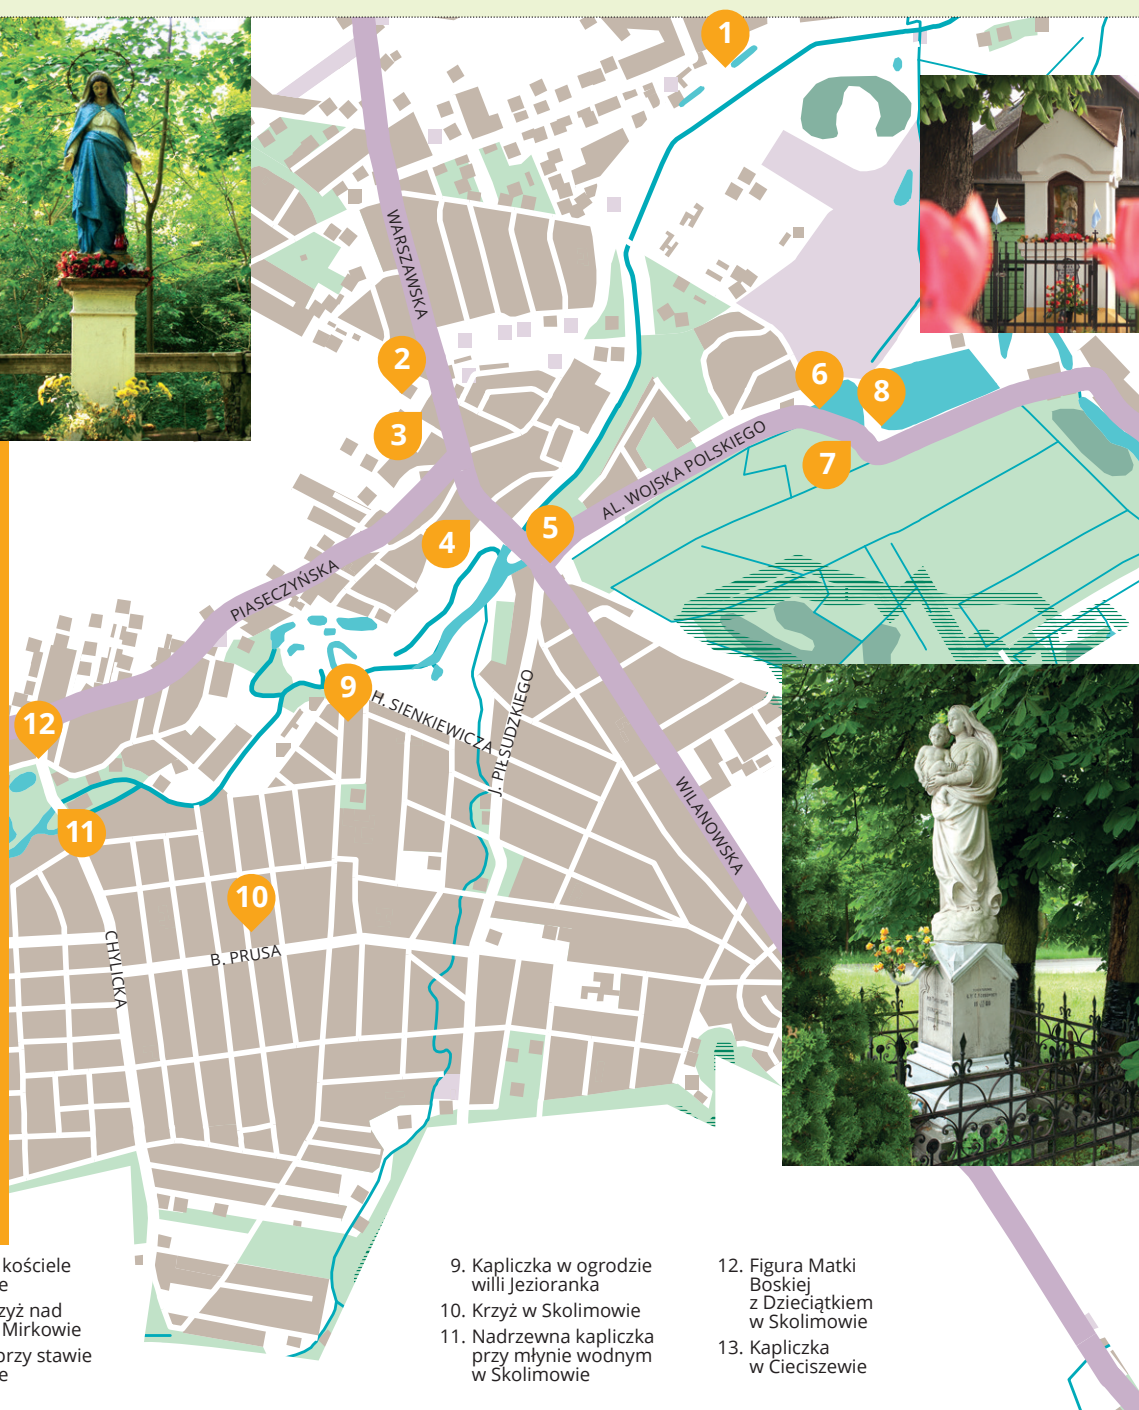 1
WARSZAWSKA
2
3
6
8
AL. WOJSKA POLSKIEGO
7
5
4
PIASECZYŃSKA
9
H. SIENKIEWICZA
J. PIŁSUDZKIEGO
12
11
WILANOWSKA
10
B. PRUSA
CHYLICKA
kościele
e
zyż nad
Mirkowie
przy stawie
e
9. Kapliczka w ogrodzie
willi Jezioranka
10. Krzyż w Skolimowie
11. Nadrzewna kapliczka
przy młynie wodnym
w Skolimowie
12. Figura Matki
Boskiej
z Dzieciątkiem
w Skolimowie
13. Kapliczka
w Cieciszewie